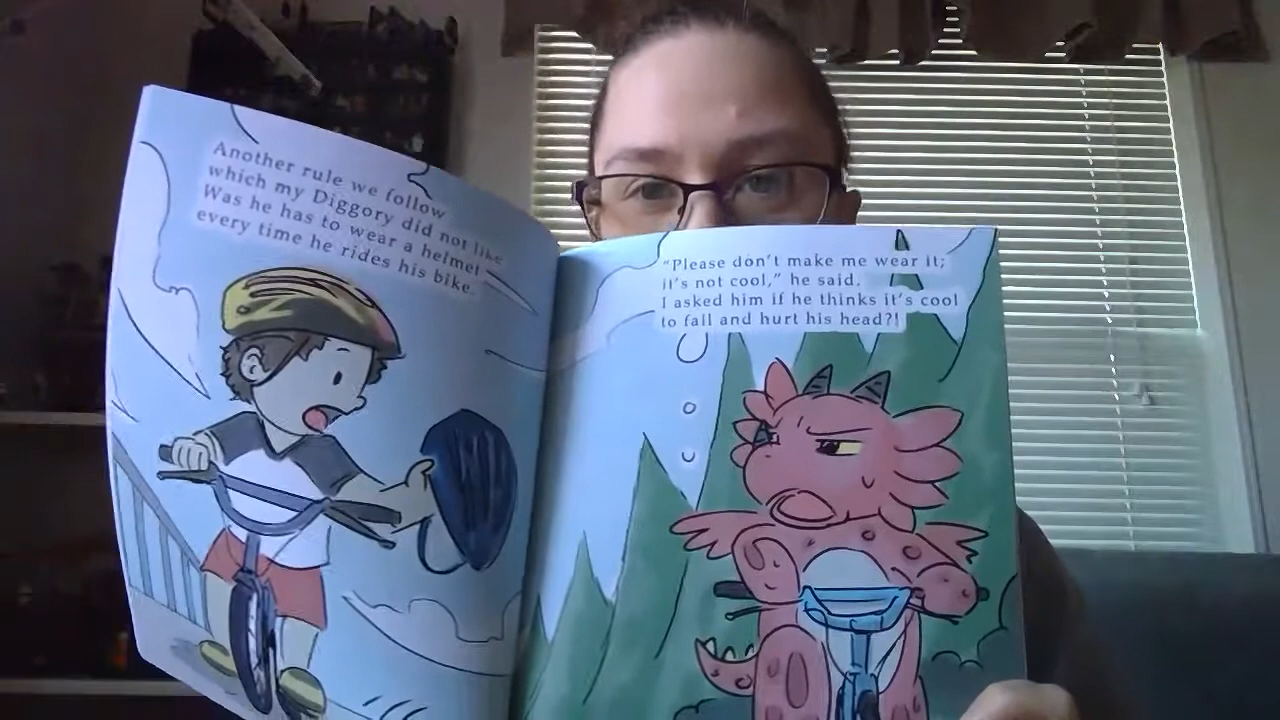 Another rule we follow
which my Diggory did not like
Was he has to wear a helmet
every time he rides his bike.
"Please don't make me wear it;
it's not cool," he said.
I asked him if he thinks it's cool
to fall and hurt his head?!